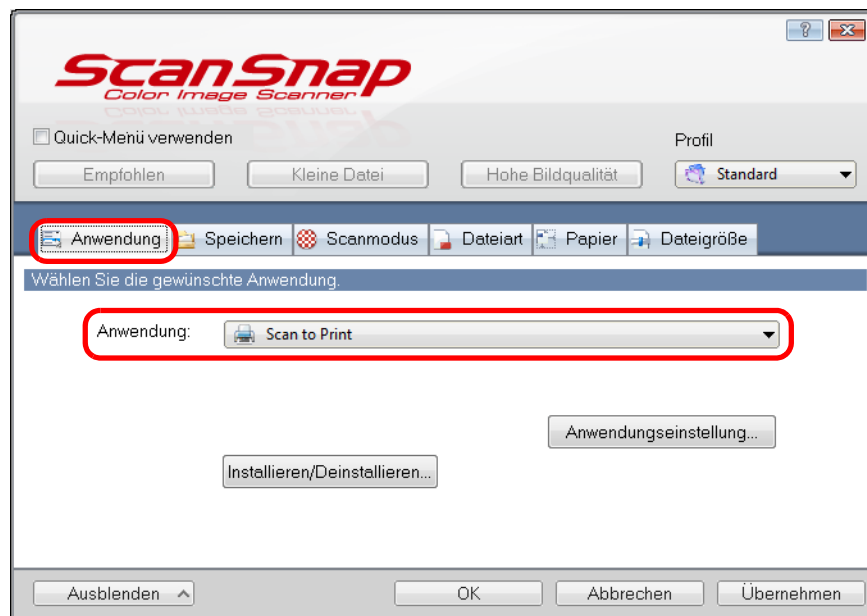 ScanSnap
Color Image Scanner
Quick-Menü verwenden
Profil
Empfohlen Kleine Datei Hohe Bildqualität Standard
Anwendung Speichern Scanmodus Dateiart Papier Dateigröße
Wählen Sie die gewünschte Anwendung.
Anwendung: Scan to Print
Anwendungseinstellung...
Installieren/Deinstallieren...
Ausblenden OK Abbrechen Übernehmen